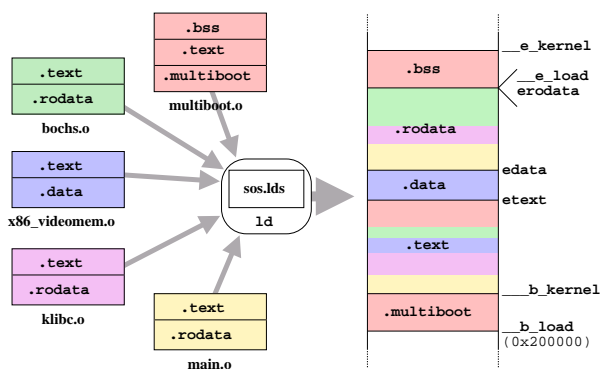 .bss
.text
.multiboot
multiboot.o
.text
.rodata
bochs.o
.text
.data
x86_videomem.o
.text
.rodata
klibc.o
.text
.rodata
main.o
sos.lds
ld
.bss
.rodata
.data
.text
.multiboot
__e_kernel
__e_load
erodata
edata
etext
___b_kernel
__b_load
(0x200000)